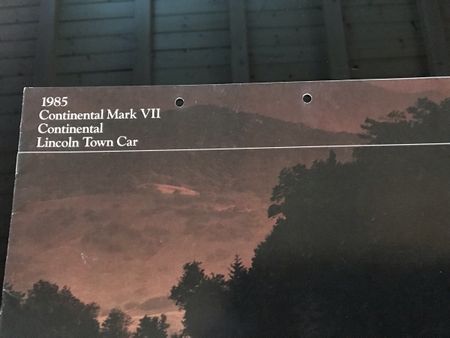 1985
Continental Mark VII
Continental
Lincoln Town Car